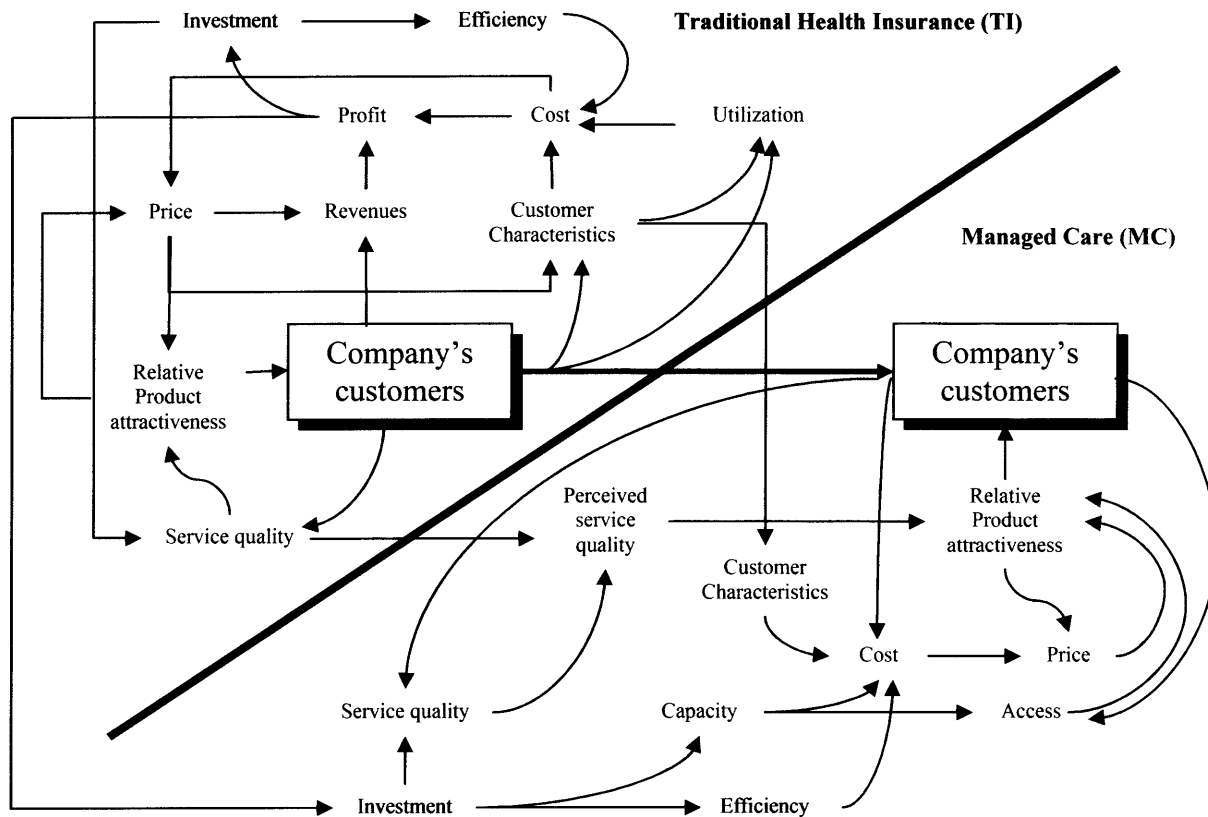 Investment
Efficiency
Traditional Health Insurance (TI)
Profit
Cost
Utilization
Price
Revenues
Customer
Characteristics
Managed Care (MC)
Company's
customers
Company's
customers
Relative
Product
attractiveness
Service quality
Perceived
service
quality
Relative
Product
attractiveness
Customer
Characteristics
Cost
Price
Service quality
Capacity
Access
Investment
Efficiency